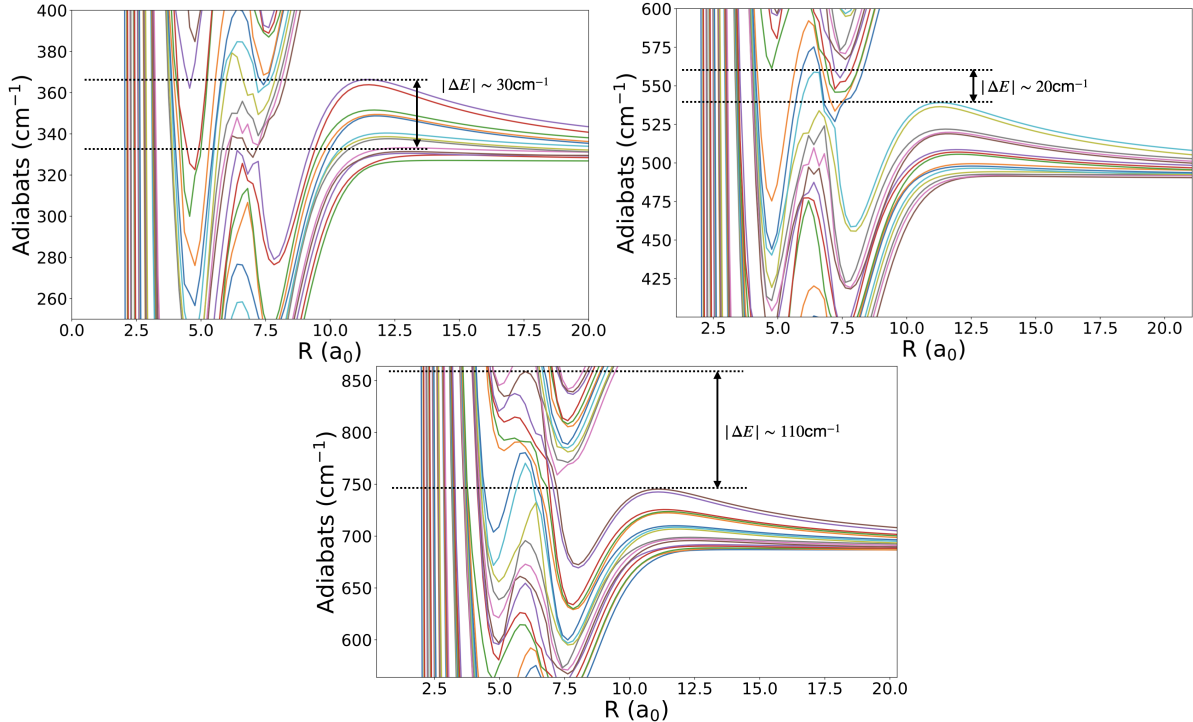 400
380
360
340
320
300
280
260
Adiabats (cm⁻¹)
|ΔE| ~ 30cm⁻¹
0.0 2.5 5.0 7.5 10.0 12.5 15.0 17.5 20.0
R (a₀)
600
575
550
525
500
475
450
425
Adiabats (cm⁻¹)
|ΔE| ~ 20cm⁻¹
2.5 5.0 7.5 10.0 12.5 15.0 17.5 20.0
R (a₀)
850
800
750
700
650
600
Adiabats (cm⁻¹)
|ΔE| ~ 110cm⁻¹
2.5 5.0 7.5 10.0 12.5 15.0 17.5 20.0
R (a₀)